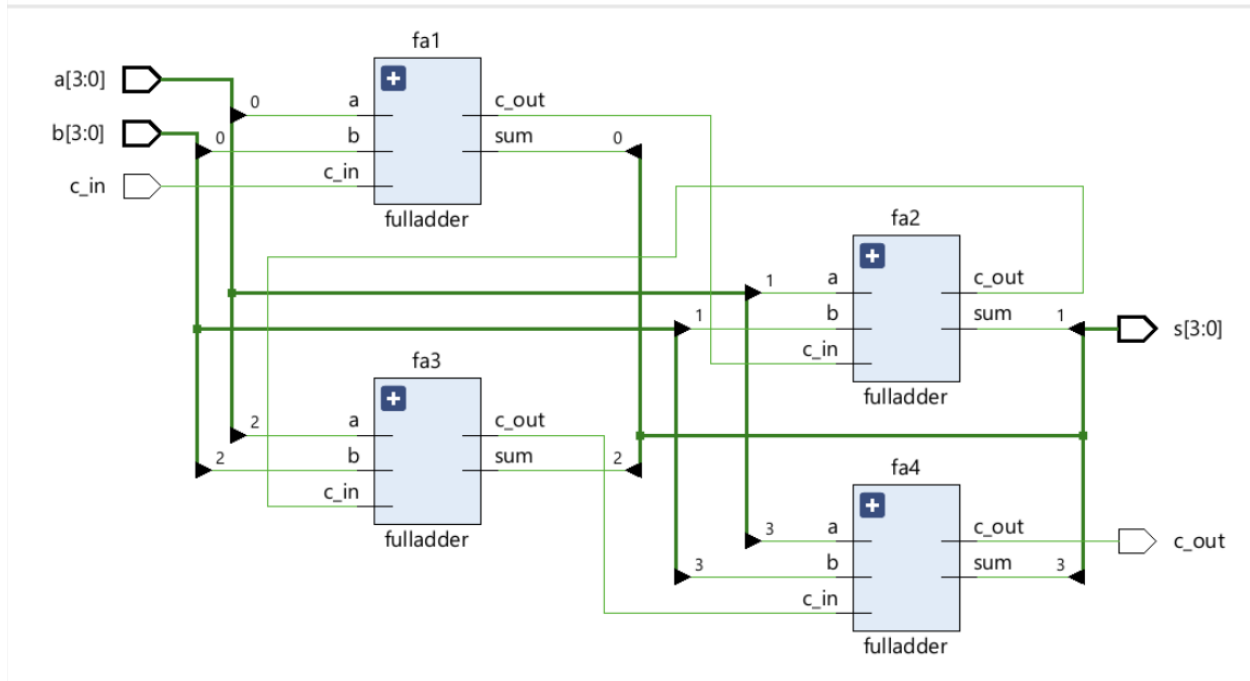 fa1
a[3:0]
0
a
c_out
b[3:0]
0
b
sum
0
c_in
c_in
fulladder
fa2
1
a
c_out
1
b
sum
1
s[3:0]
c_in
fa3
fulladder
2
a
c_out
2
b
sum
2
c_in
fa4
fulladder
3
a
c_out
c_out
3
b
sum
3
c_in
fulladder